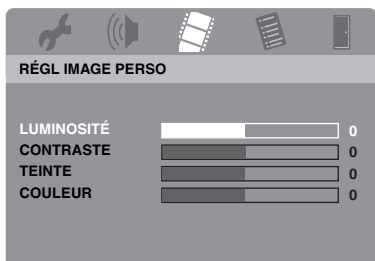 RÉGL IMAGE PERSO
LUMINOSITÉ 0
CONTRASTE 0
TEINTE 0
COULEUR 0